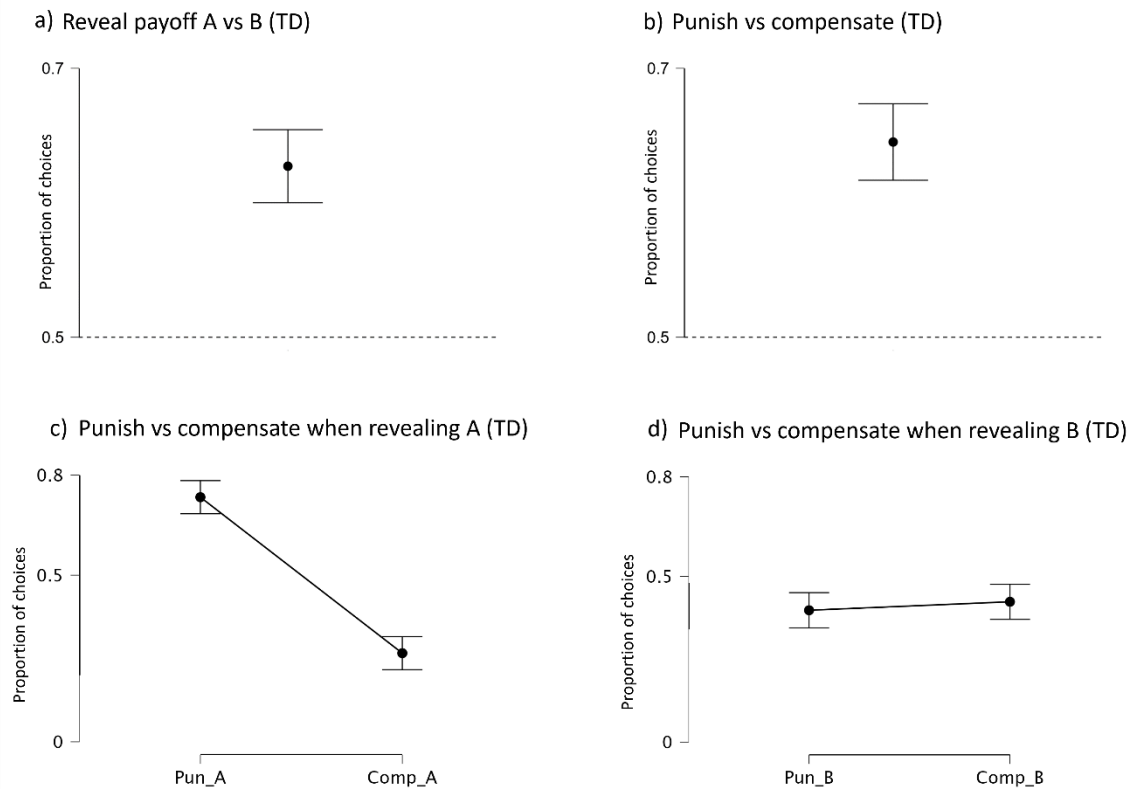 a) Reveal payoff A vs B (TD)
0.7
Proportion of choices
0.5
b) Punish vs compensate (TD)
0.7
Proportion of choices
0.5
c) Punish vs compensate when revealing A (TD)
0.8
0.5
Proportion of choices
0
Pun_A
Comp_A
d) Punish vs compensate when revealing B (TD)
0.8
0.5
Proportion of choices
0
Pun_B
Comp_B